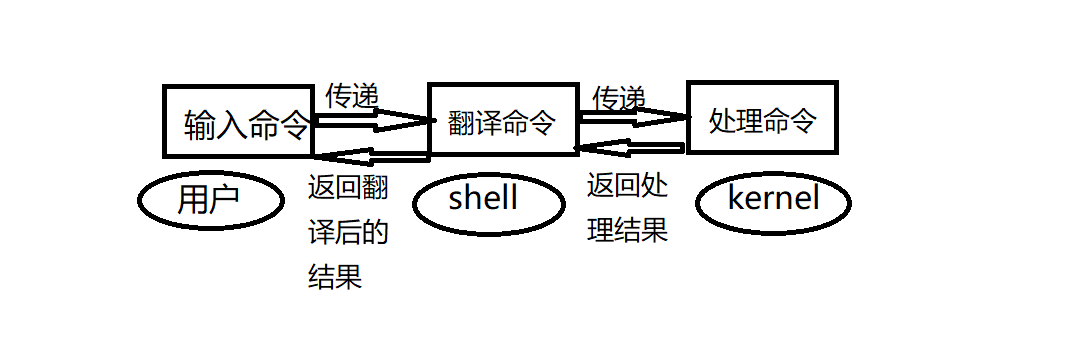 传递
传递
输入命令
翻译命令
处理命令
用户
shell
kernel
返回翻
译后的
结果
返回处
理结果